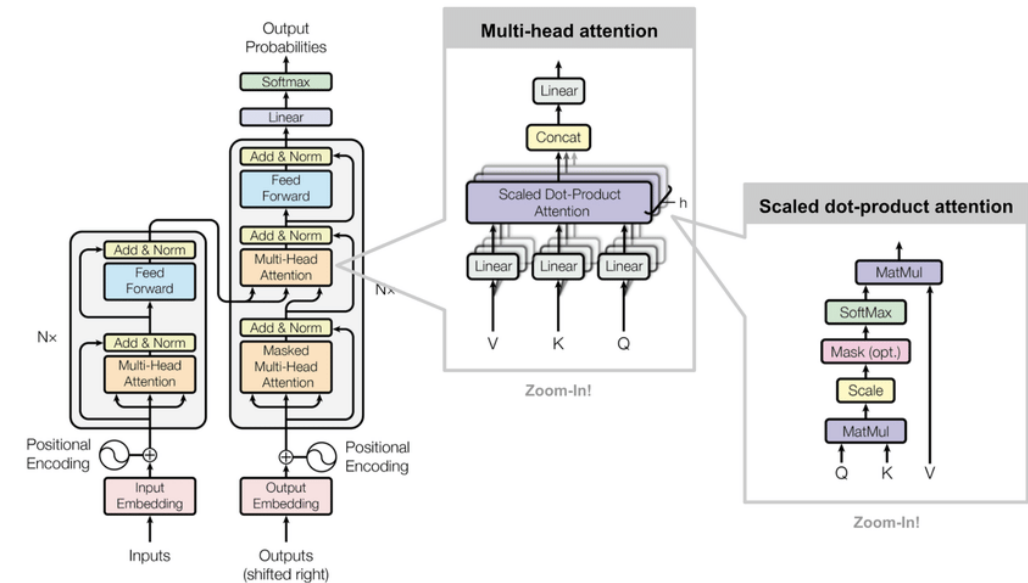 Output
Probabilities
Softmax
Linear
Add & Norm
Feed
Forward
Add & Norm
Multi-Head
Attention
Nx
Add & Norm
Masked
Multi-Head
Attention
Positional
Encoding
Output
Embedding
Outputs
(shifted right)
Add & Norm
Feed
Forward
Nx
Add & Norm
Multi-Head
Attention
Positional
Encoding
Input
Embedding
Inputs
Multi-head attention
Linear
Concat
Scaled Dot-Product
Attention
h
Linear
Linear
Linear
V
K
Q
Zoom-In!
Scaled dot-product attention
MatMul
SoftMax
Mask (opt.)
Scale
MatMul
Q
K
V
Zoom-In!